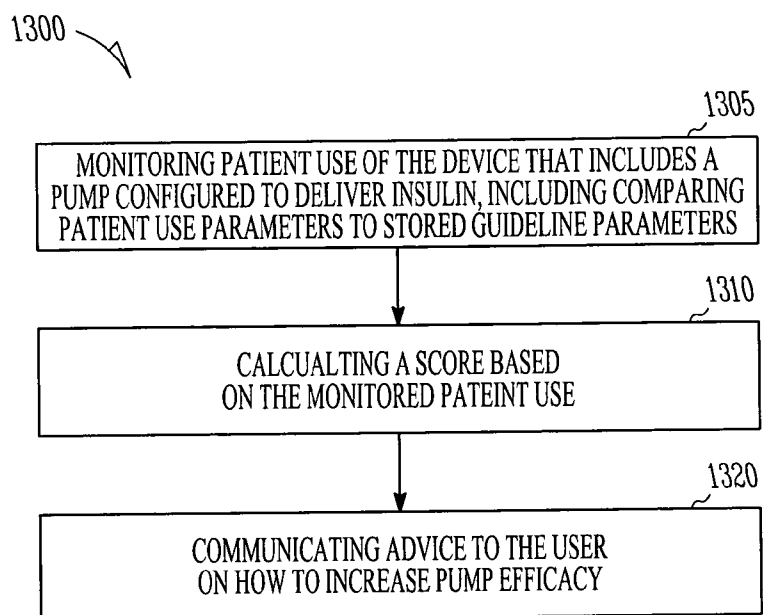 1300
1305
MONITORING PATIENT USE OF THE DEVICE THAT INCLUDES A
PUMP CONFIGURED TO DELIVER INSULIN, INCLUDING COMPARING
PATIENT USE PARAMETERS TO STORED GUIDELINE PARAMETERS
1310
CALCUALTING A SCORE BASED
ON THE MONITORED PATEINT USE
1320
COMMUNICATING ADVICE TO THE USER
ON HOW TO INCREASE PUMP EFFICACY